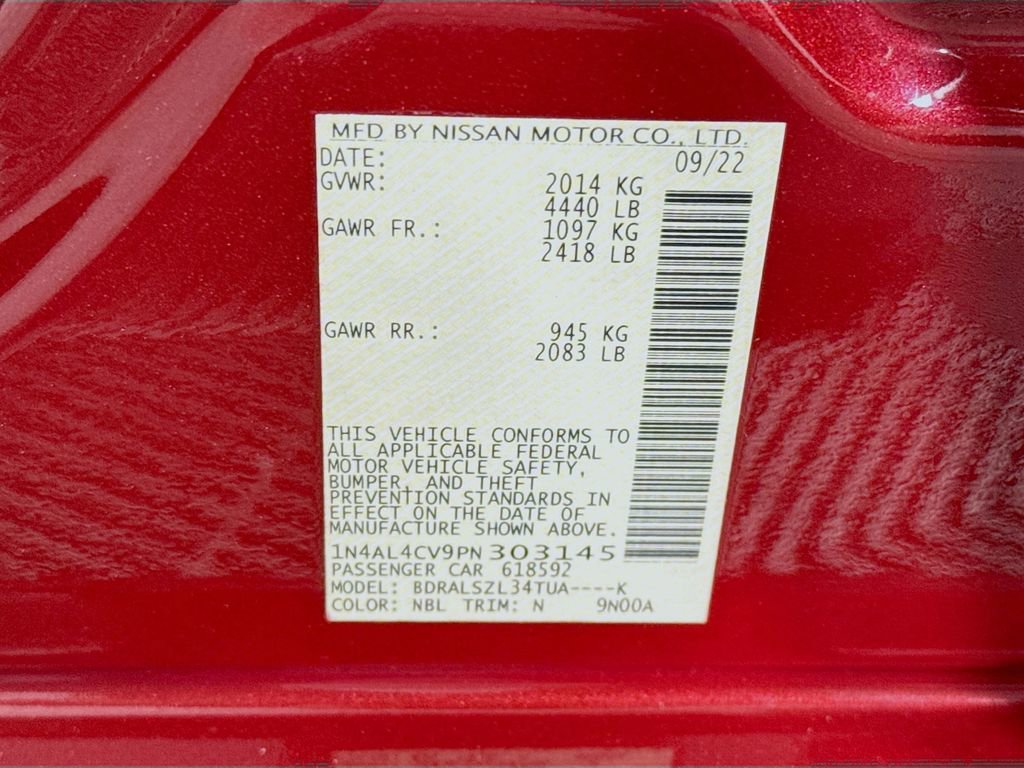 MFD BY NISSAN MOTOR CO., LTD.
DATE: 09/22
GVWR: 2014 KG
4440 LB
GAWR FR.: 1097 KG
2418 LB
GAWR RR.: 945 KG
2083 LB
THIS VEHICLE CONFORMS TO
ALL APPLICABLE FEDERAL
MOTOR VEHICLE SAFETY,
BUMPER, AND THEFT
PREVENTION STANDARDS IN
EFFECT ON THE DATE OF
MANUFACTURE SHOWN ABOVE.
1N4AL4CV9PN303145
PASSENGER CAR 618592
MODEL: BDRALSZL34TUA----K
COLOR: NBL TRIM: N 9N00A